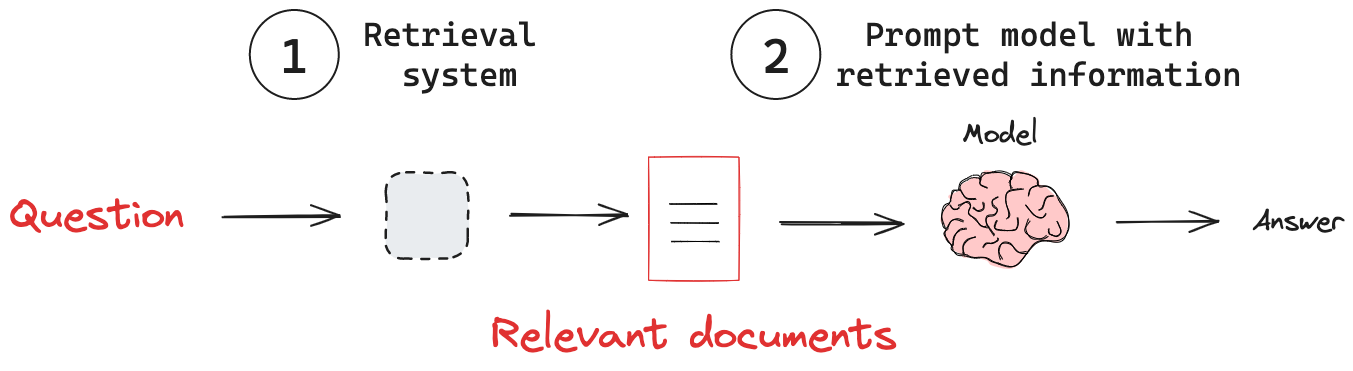 1
Retrieval
system
2
Prompt model with
retrieved information
Model
Question
Answer
Relevant documents